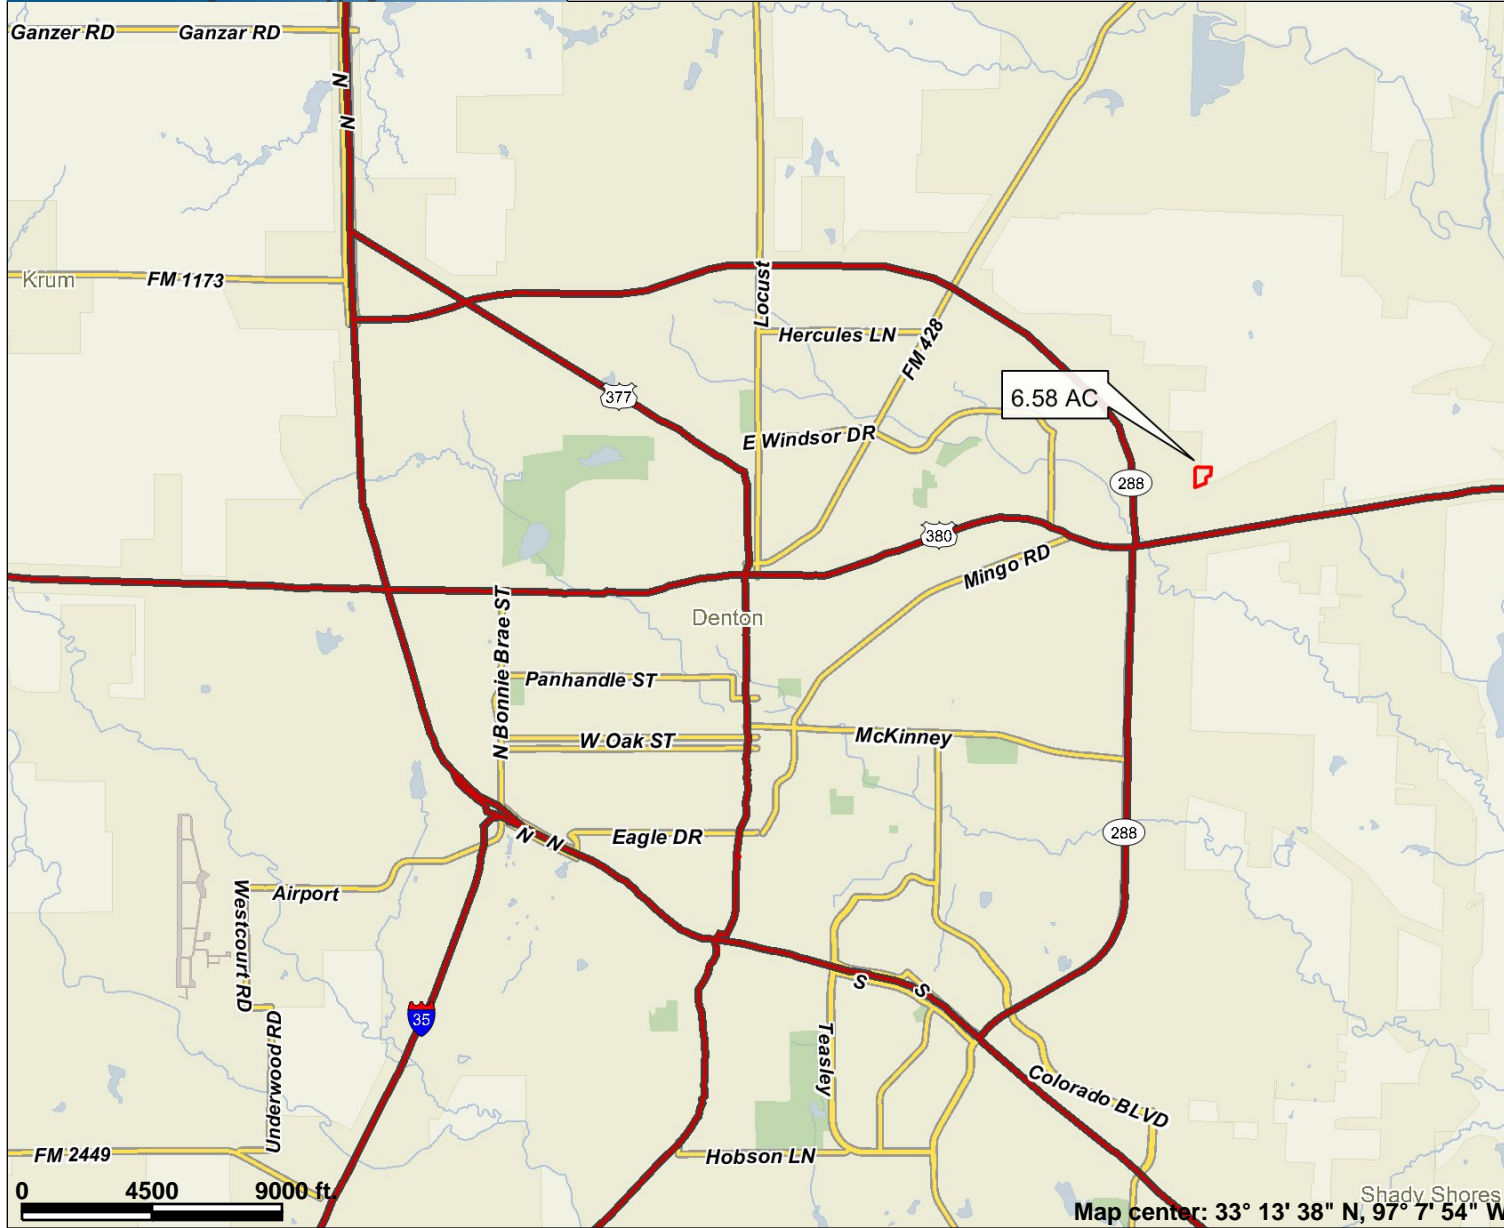 Ganzer RD
Ganzar RD
N
N
Krum
FM 1173
Locust
Hercules LN
FM 428
377
6.58 AC
E Windsor DR
288
380
Mingo RD
N Bonnie Brae ST
Denton
Panhandle ST
W Oak ST
McKinney
N
N
Eagle DR
288
Airport
Westcourt RD
S
S
35
Underwood RD
Teasley
Colorado BLVD
FM 2449
Hobson LN
0 4500 9000 ft.
Shady Shores
Map center: 33° 13' 38" N, 97° 7' 54" W